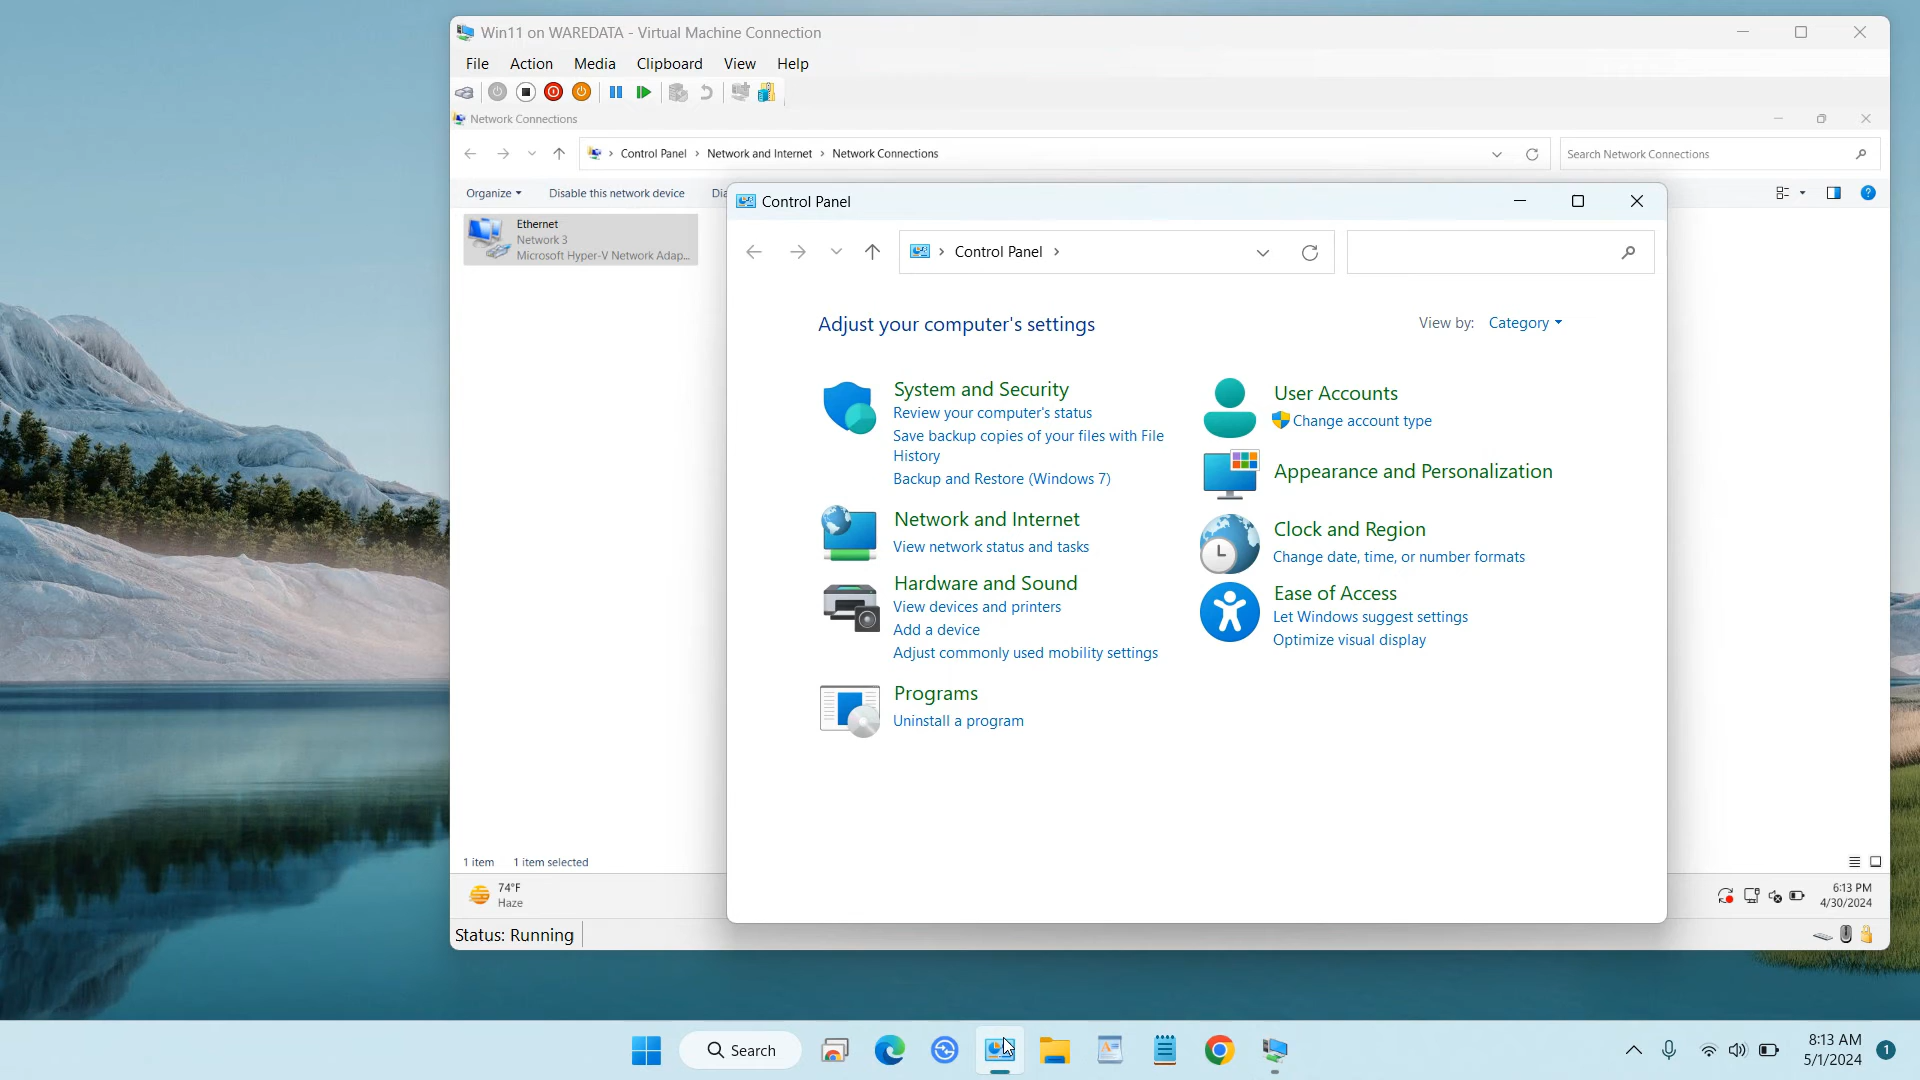 Win11 on WAREDATA - Virtual Machine Connection
File Action Media Clipboard View Help
Network Connections
Control Panel › Network and Internet › Network Connections
Search Network Connections
Organize
Disable this network device
Ethernet
Network 3
Microsoft Hyper-V Network Adap...
Control Panel
Control Panel
Adjust your computer's settings
View by: Category
System and Security
Review your computer's status
Save backup copies of your files with File
History
Backup and Restore (Windows 7)
Network and Internet
View network status and tasks
Hardware and Sound
View devices and printers
Add a device
Adjust commonly used mobility settings
Programs
Uninstall a program
User Accounts
Change account type
Appearance and Personalization
Clock and Region
Change date, time, or number formats
Ease of Access
Let Windows suggest settings
Optimize visual display
1 item 1 item selected
74°F
Haze
6:13 PM
4/30/2024
Status: Running
Search
8:13 AM
5/1/2024
1